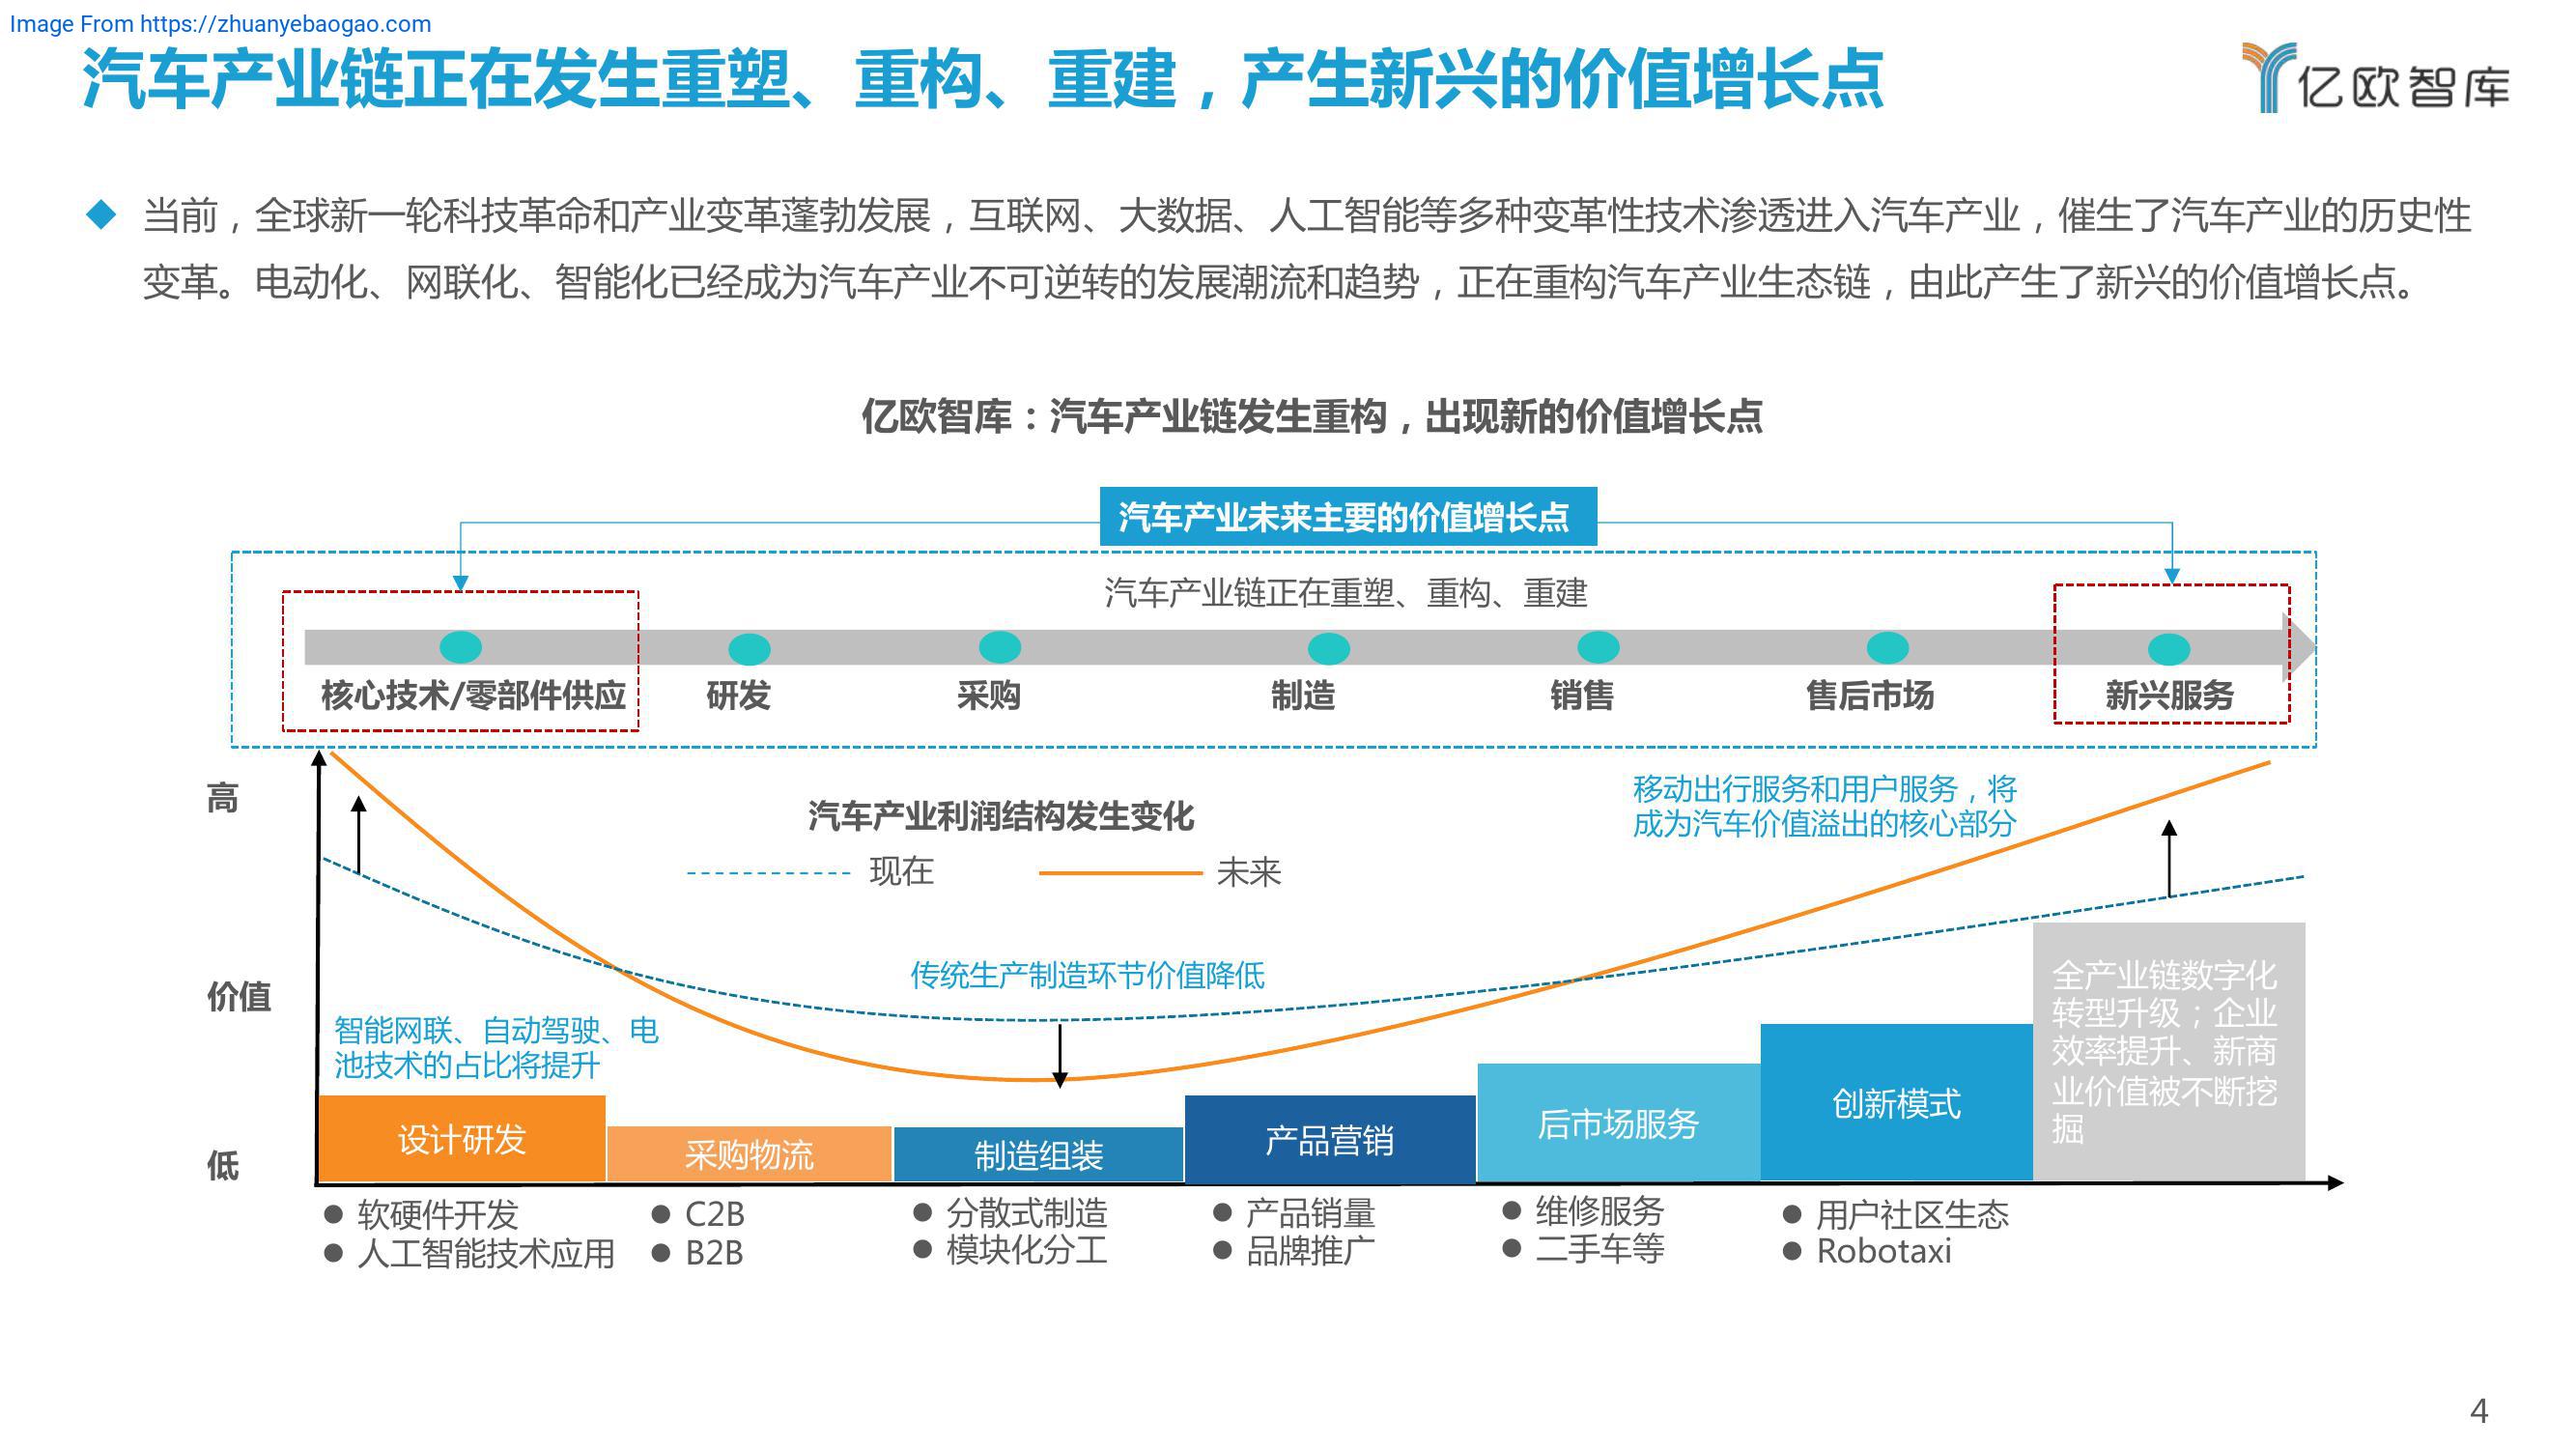 Image From https://zhuanyebaogao.com
汽车产业链正在发生重塑、重构、重建，产生新兴的价值增长点
亿欧智库
当前，全球新一轮科技革命和产业变革蓬勃发展，互联网、大数据、人工智能等多种变革性技术渗透进入汽车产业，催生了汽车产业的历史性
变革。电动化、网联化、智能化已经成为汽车产业不可逆转的发展潮流和趋势，正在重构汽车产业生态链，由此产生了新兴的价值增长点。
亿欧智库：汽车产业链发生重构，出现新的价值增长点
汽车产业未来主要的价值增长点
汽车产业链正在重塑、重构、重建
核心技术/零部件供应
研发
采购
制造
销售
售后市场
新兴服务
高
价值
低
汽车产业利润结构发生变化
现在
未来
移动出行服务和用户服务，将
成为汽车价值溢出的核心部分
传统生产制造环节价值降低
智能网联、自动驾驶、电
池技术的占比将提升
设计研发
采购物流
制造组装
产品营销
后市场服务
创新模式
全产业链数字化
转型升级；企业
效率提升、新商
业价值被不断挖
掘
● 软硬件开发
● 人工智能技术应用
● C2B
● B2B
● 分散式制造
● 模块化分工
● 产品销量
● 品牌推广
● 维修服务
● 二手车等
● 用户社区生态
● Robotaxi
4